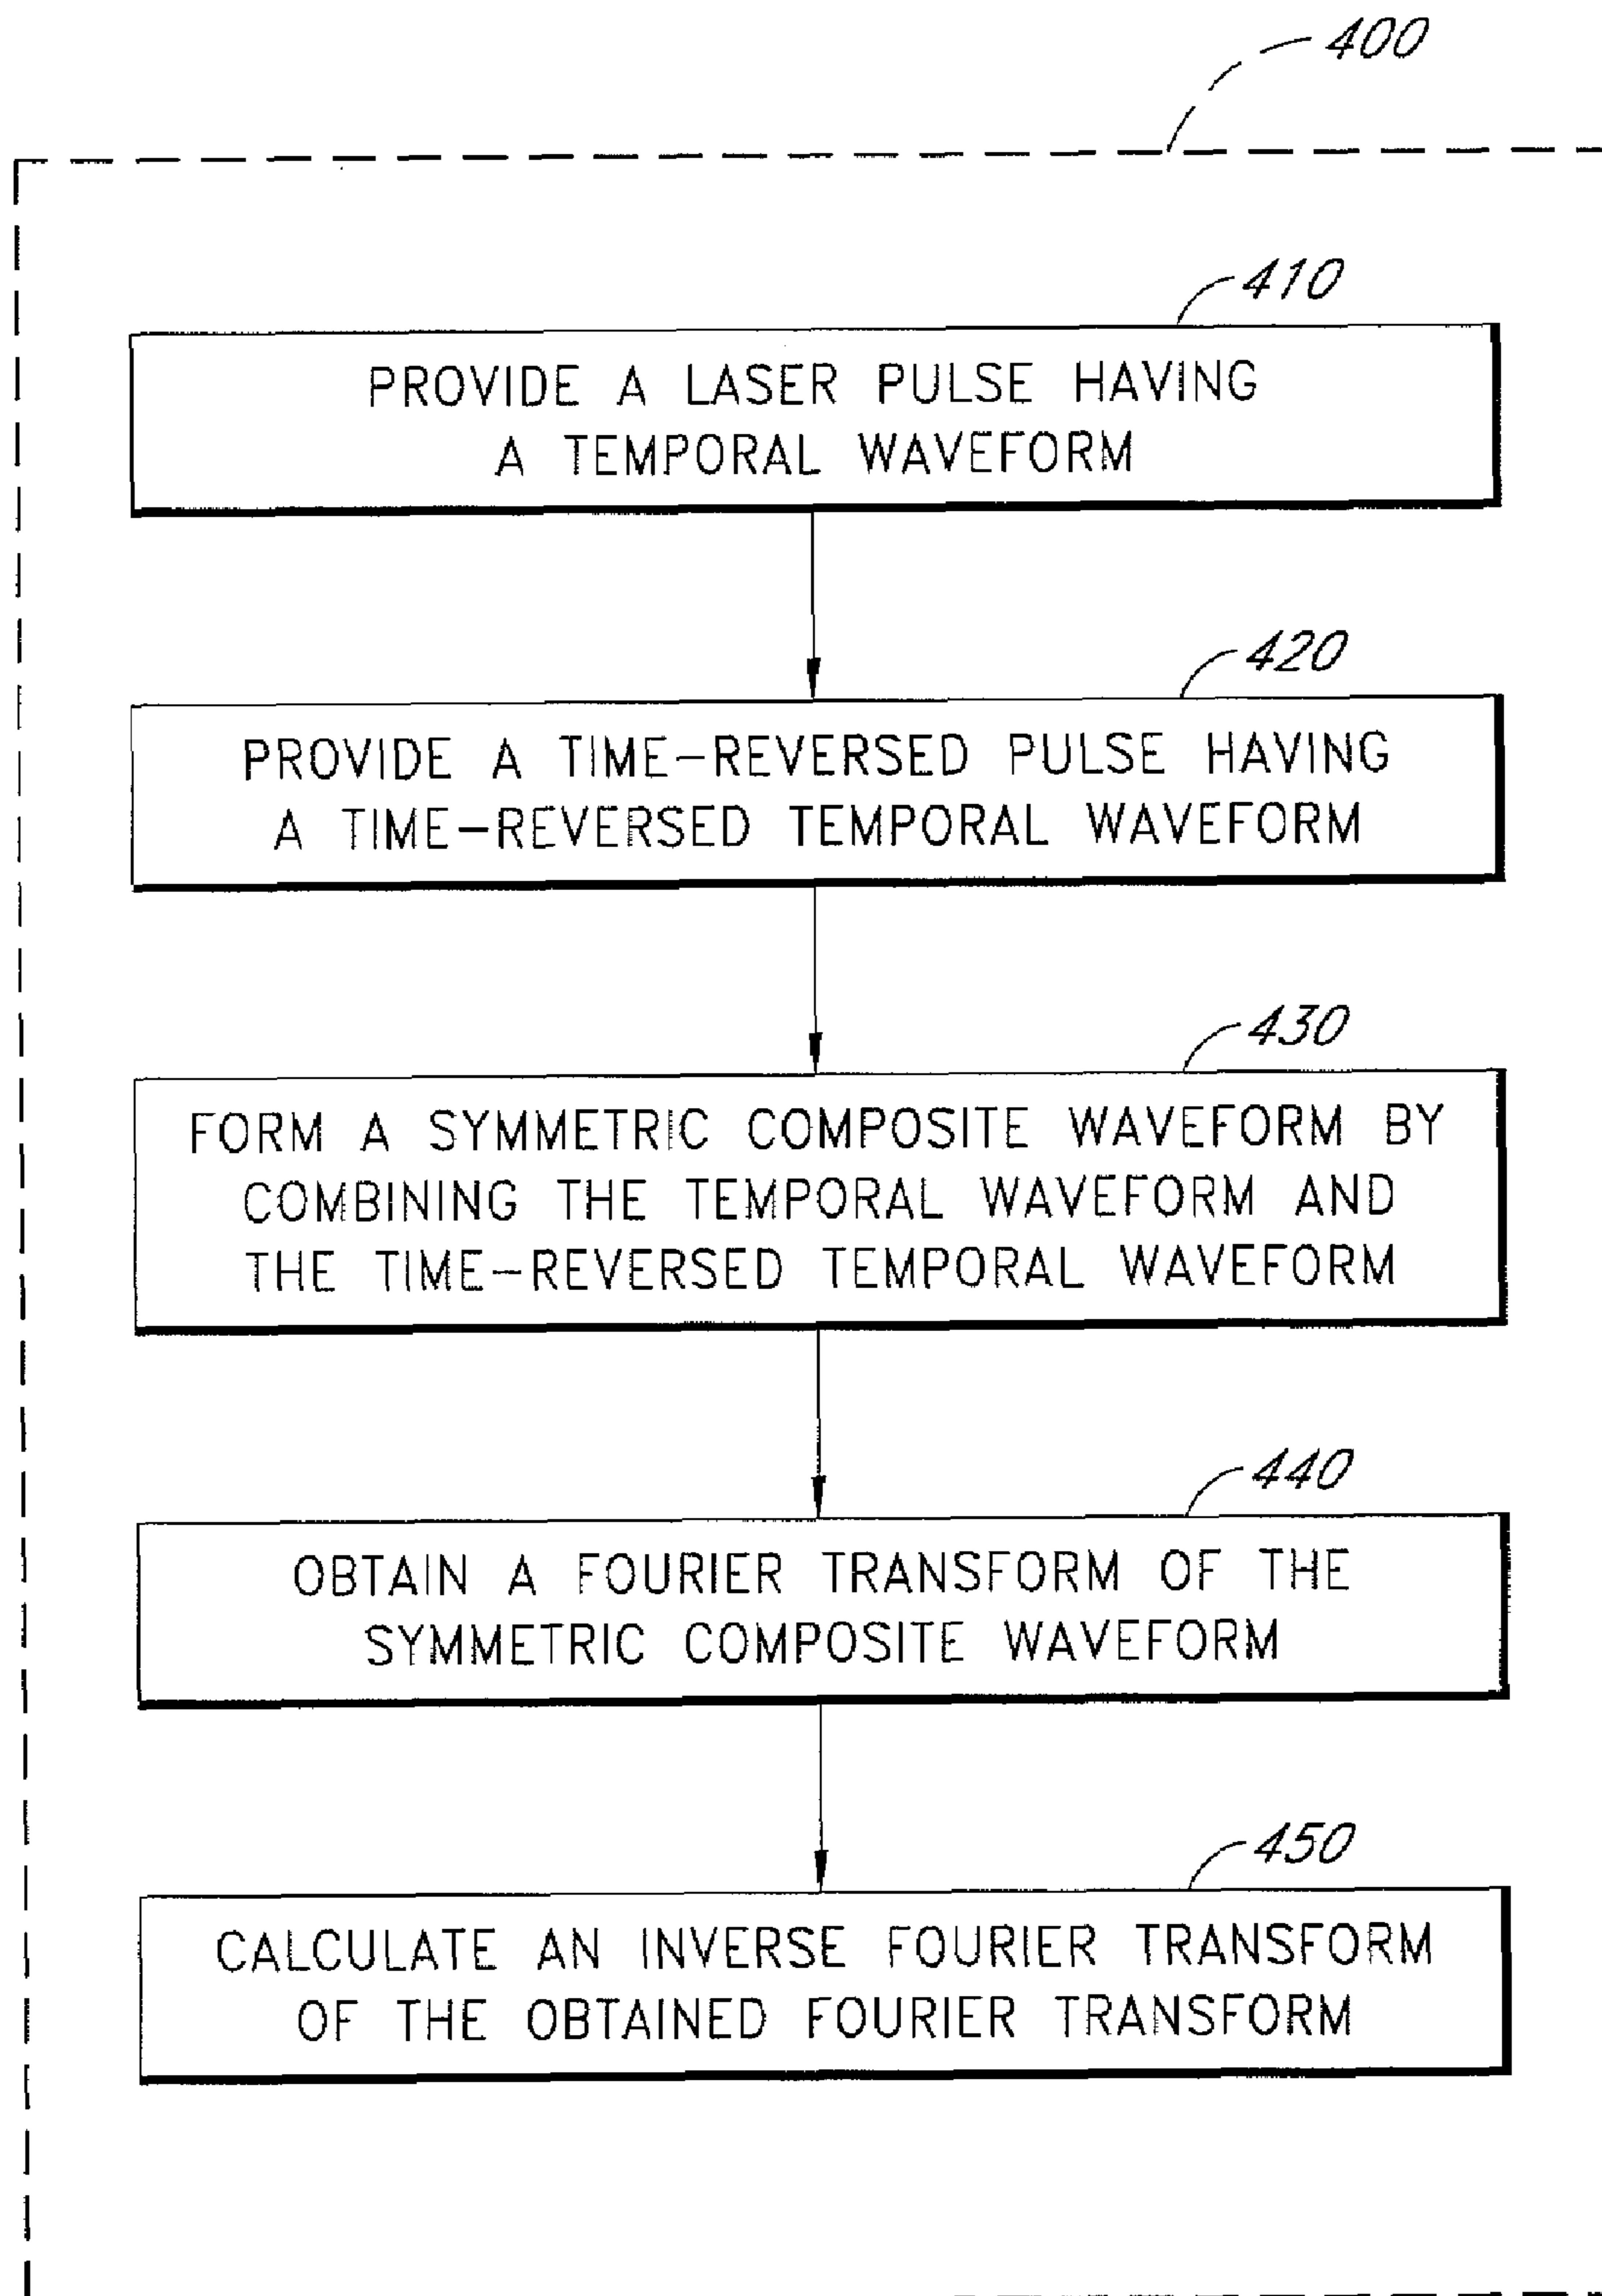 400
410
PROVIDE A LASER PULSE HAVING
A TEMPORAL WAVEFORM
420
PROVIDE A TIME-REVERSED PULSE HAVING
A TIME-REVERSED TEMPORAL WAVEFORM
430
FORM A SYMMETRIC COMPOSITE WAVEFORM BY
COMBINING THE TEMPORAL WAVEFORM AND
THE TIME-REVERSED TEMPORAL WAVEFORM
440
OBTAIN A FOURIER TRANSFORM OF THE
SYMMETRIC COMPOSITE WAVEFORM
450
CALCULATE AN INVERSE FOURIER TRANSFORM
OF THE OBTAINED FOURIER TRANSFORM